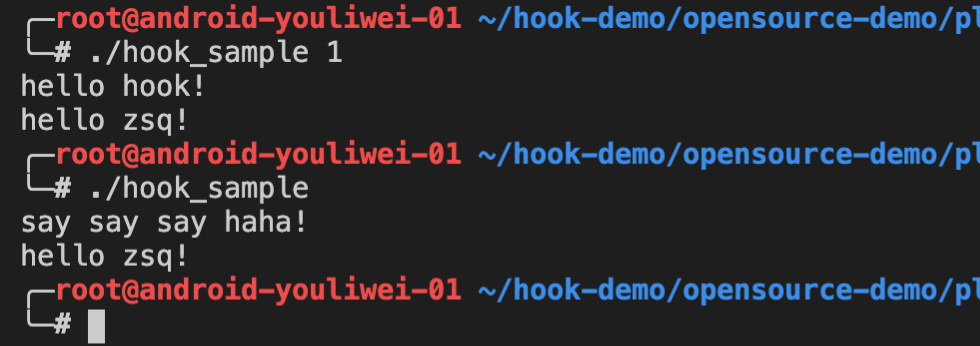 root@android-youliwei-01 ~/hook-demo/opensource-demo/pl
# ./hook_sample 1
hello hook!
hello zsq!
root@android-youliwei-01 ~/hook-demo/opensource-demo/pl
# ./hook_sample
say say say haha!
hello zsq!
root@android-youliwei-01 ~/hook-demo/opensource-demo/pl
#